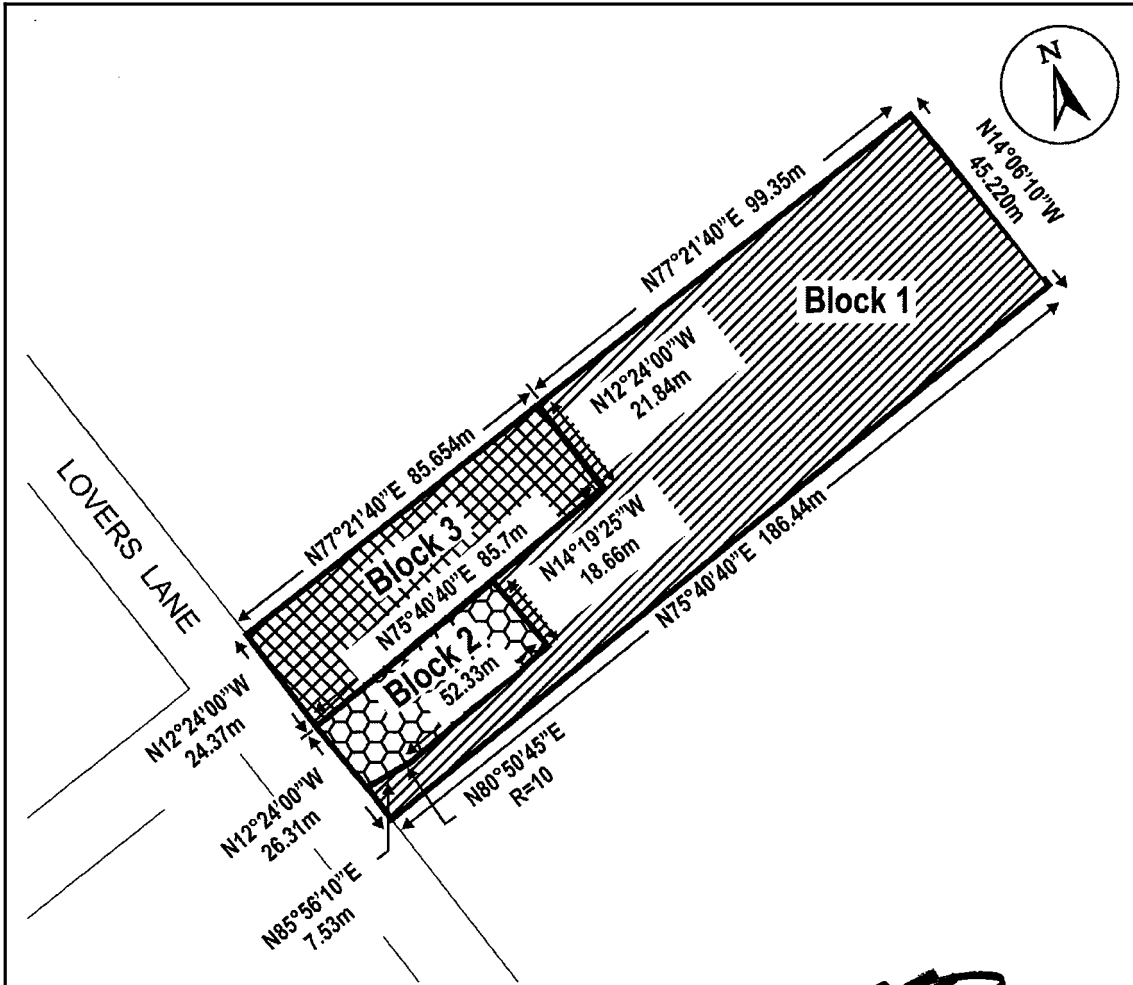 N
N14°06'10"W
45.220m
N77°21'40"E 99.35m
Block 1
N12°24'00"W
21.84m
N77°21'40"E 85.654m
LOVERS LANE
Block 3
N75°40'40"E 85.7m
N14°19'25"W
18.66m
N75°40'40"E 186.44m
Block 2
52.33m
N12°24'00"W
24.37m
N80°50'45"E
R=10
N12°24'00"W
26.31m
N85°56'10"E
7.53m